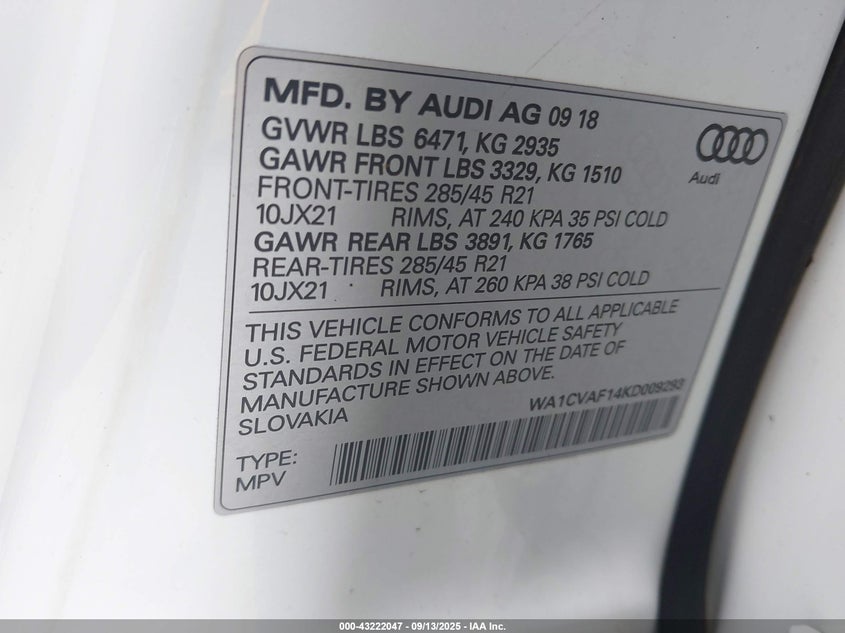 MFD. BY AUDI AG 09 18
GVWR LBS 6471, KG 2935
GAWR FRONT LBS 3329, KG 1510
FRONT-TIRES 285/45 R21
10JX21 RIMS, AT 240 KPA 35 PSI COLD
GAWR REAR LBS 3891, KG 1765
REAR-TIRES 285/45 R21
10JX21 RIMS, AT 260 KPA 38 PSI COLD
Audi
THIS VEHICLE CONFORMS TO ALL APPLICABLE
U.S. FEDERAL MOTOR VEHICLE SAFETY
STANDARDS IN EFFECT ON THE DATE OF
MANUFACTURE SHOWN ABOVE.
SLOVAKIA
WA1CVAF14KD009293
TYPE:
MPV
000-43222047 - 09/13/2025 - IAA Inc.